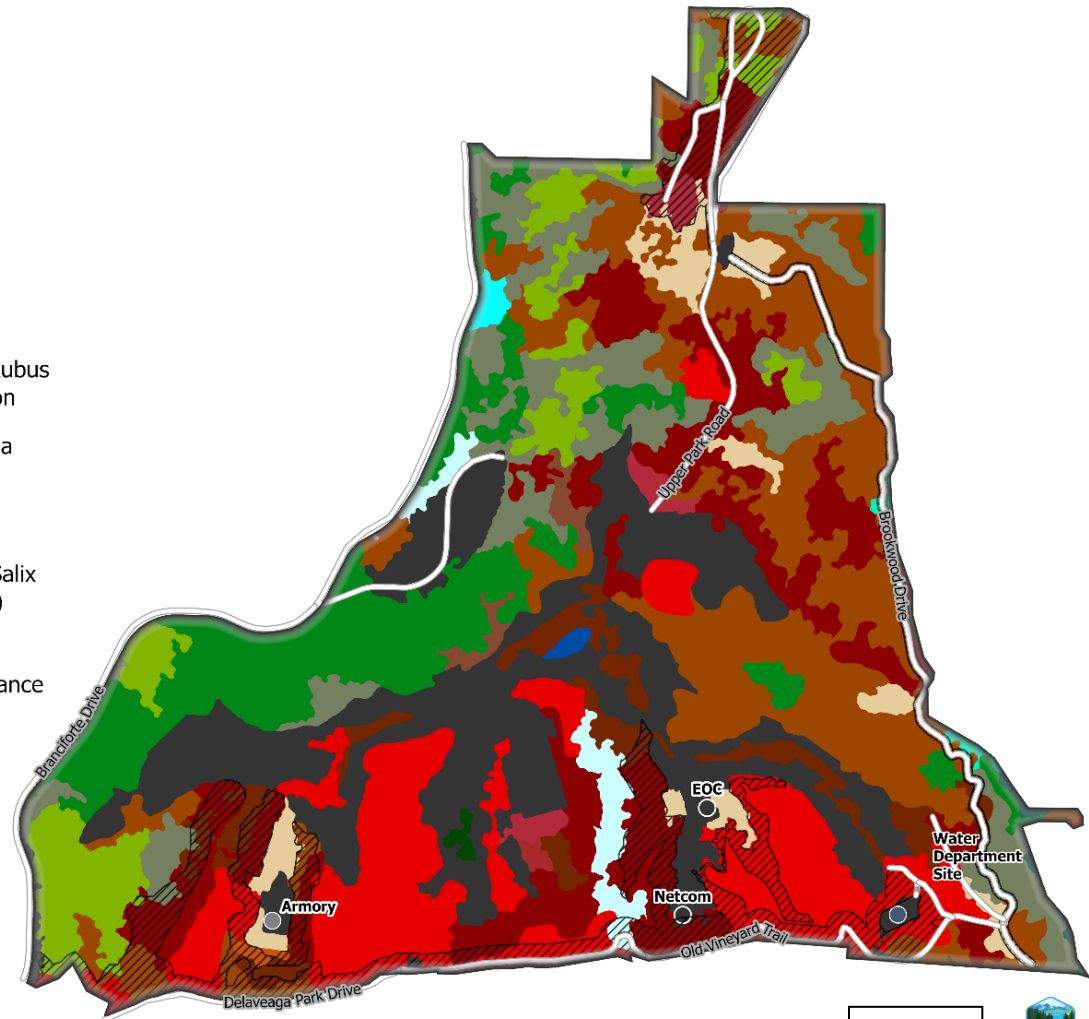 ubus
on
a
Salix
)
ance
Upper Park Road
Brookwood Drive
Branciforte Drive
EOC
Water
Department
Site
Armory
Netcom
Old Vineyard Trail
Delaveaga Park Drive